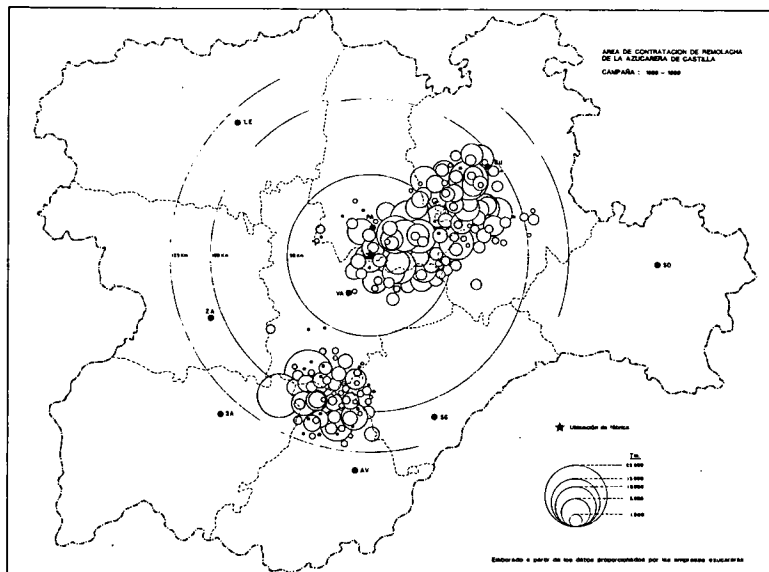 AREA DE CONTRATACION DE REMOLACHA
DE LA AZUCARERA DE CASTILLA
CAMPAÑA :
LE
BU
PA
125 Km
100 Km
50 Km
VA
SO
ZA
SA
SG
AV
Ubicación de fábrica
Tm.
1.000
Elaborado a partir de los datos proporcionados por las empresas azucareras